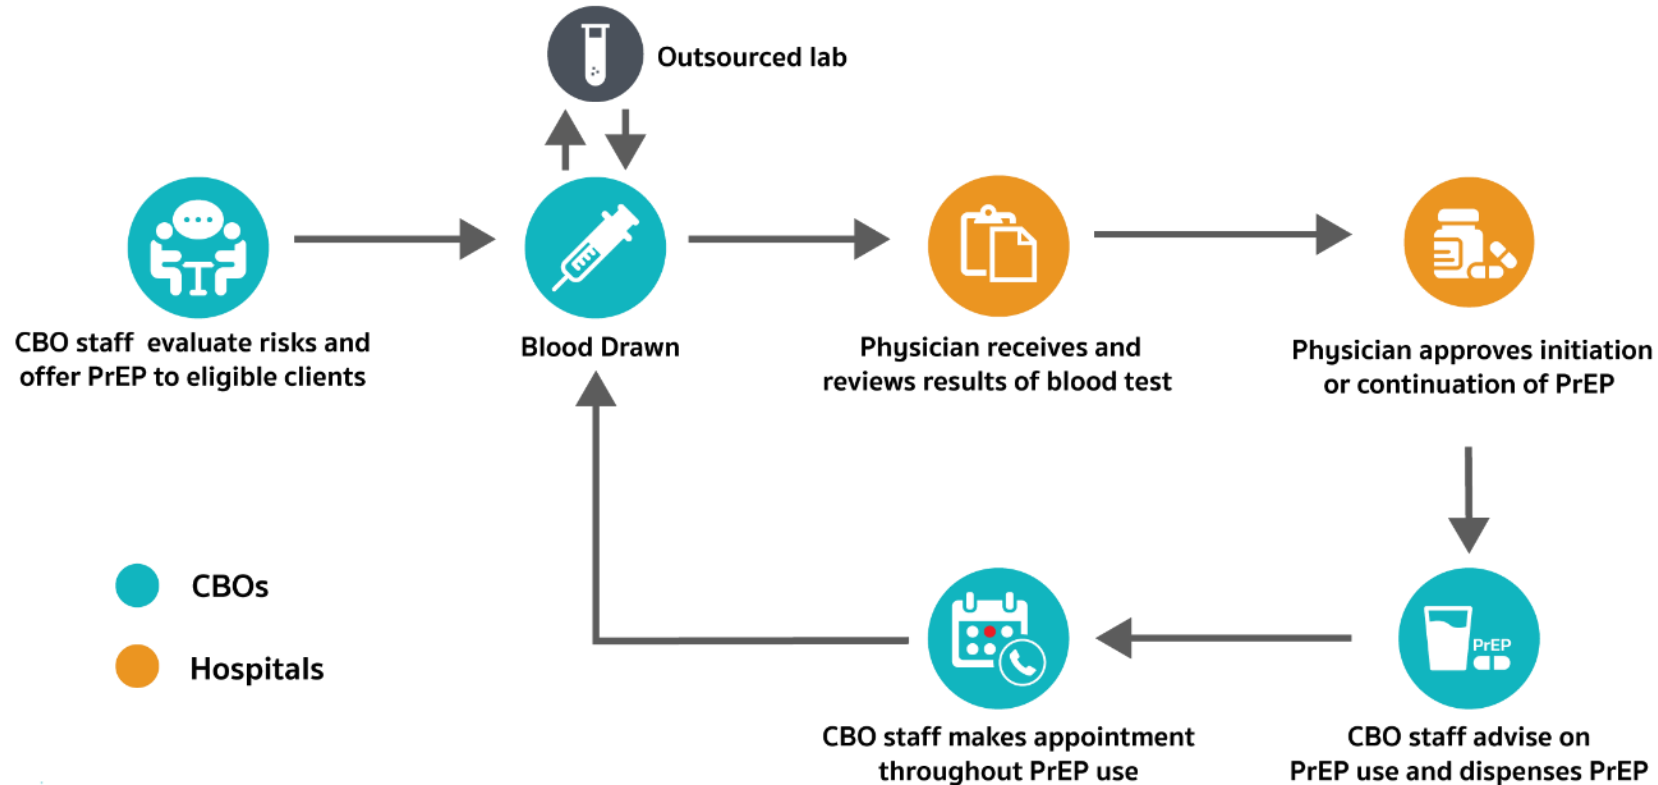 Outsourced lab
CBO staff evaluate risks and
offer PrEP to eligible clients
Blood Drawn
Physician receives and
reviews results of blood test
Physician approves initiation
or continuation of PrEP
CBOs
Hospitals
PrEP
CBO staff makes appointment
throughout PrEP use
CBO staff advise on
PrEP use and dispenses PrEP